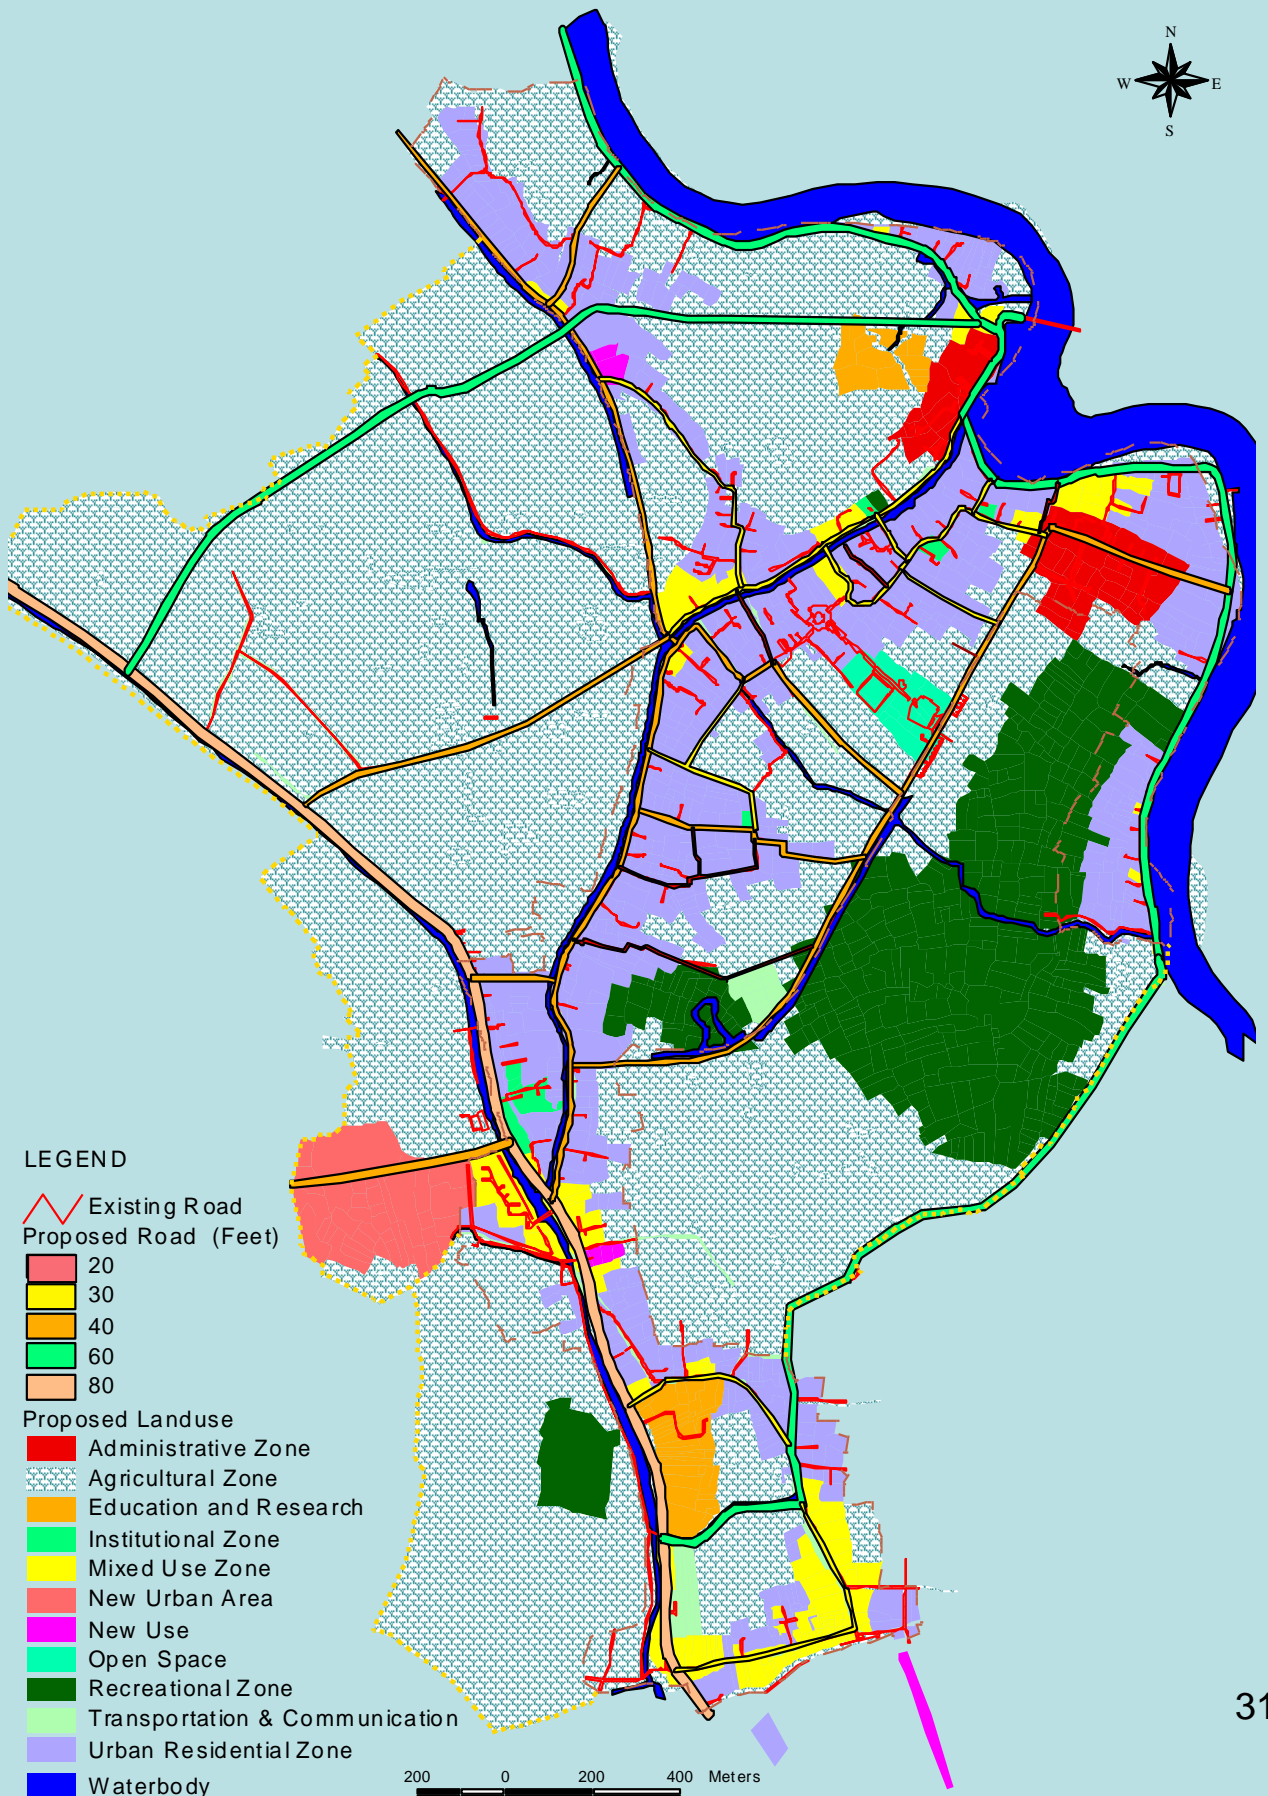 N
W E
S
LEGEND
Existing Road
Proposed Road (Feet)
20
30
40
60
80
Proposed Landuse
Administrative Zone
Agricultural Zone
Education and Research
Institutional Zone
Mixed Use Zone
New Urban Area
New Use
Open Space
Recreational Zone
Transportation & Communication
Urban Residential Zone
Waterbody
200 0 200 400 Meters
31